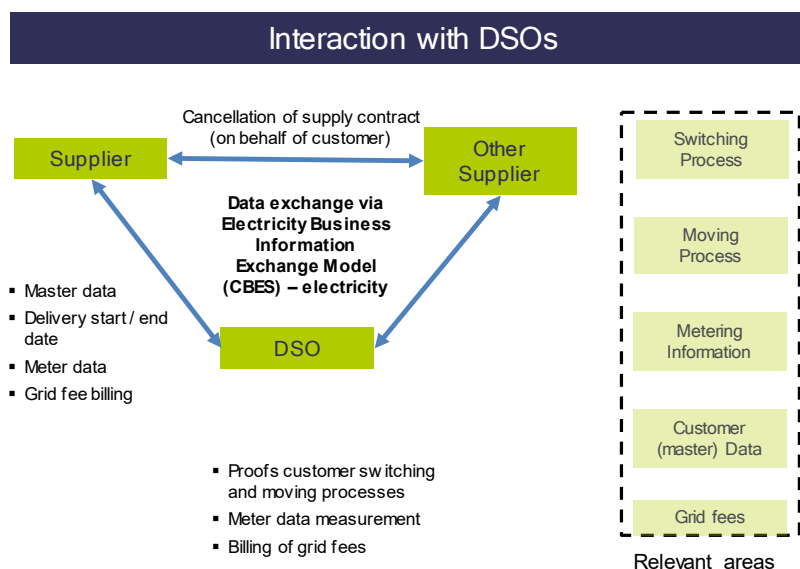 Interaction with DSOs
Cancellation of supply contract
(on behalf of customer)
Supplier
Other
Supplier
Data exchange via
Electricity Business
Information
Exchange Model
(CBES) – electricity
▪ Master data
▪ Delivery start / end
date
▪ Meter data
▪ Grid fee billing
DSO
▪ Proofs customer switching
and moving processes
▪ Meter data measurement
▪ Billing of grid fees
Switching
Process
Moving
Process
Metering
Information
Customer
(master) Data
Grid fees
Relevant areas